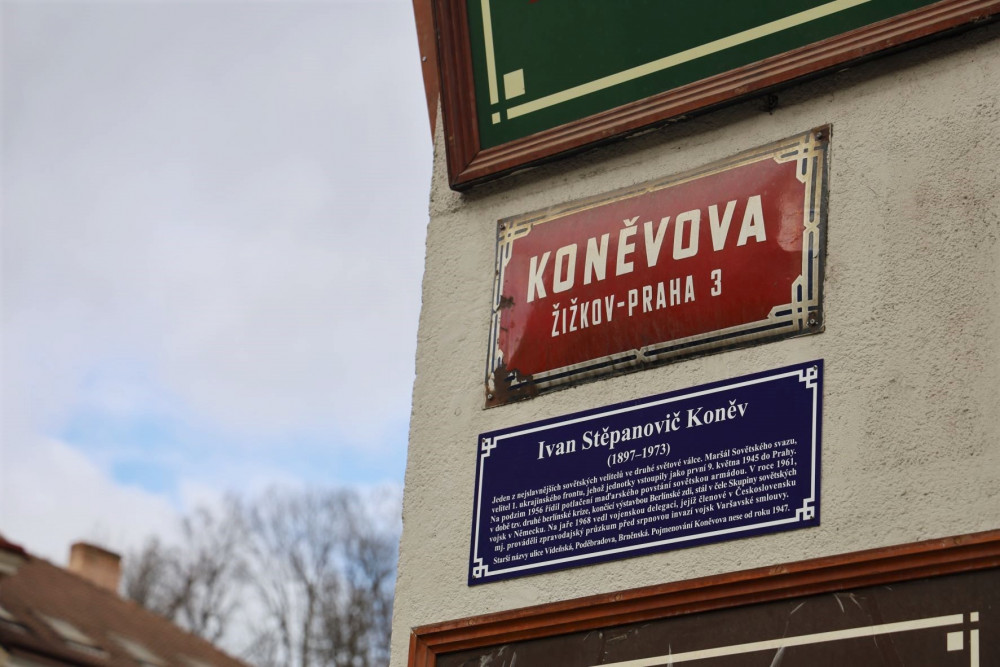 KONĚVOVA
ŽIŽKOV-PRAHA 3
Ivan Stěpanovič Koněv
(1897–1973)
Jeden z nejslavnějších sovětských velitelů ve druhé světové válce. Maršál Sovětského svazu,
velitel 1. ukrajinského frontu, jehož jednotky vstoupily jako první 9. května 1945 do Prahy.
Na podzim 1956 řídil potlačení maďarského povstání sovětskou armádou. V roce 1961,
v době tzv. druhé berlínské krize, končící výstavbou Berlínské zdi, stál v čele Skupiny sovětských
vojsk v Německu. Na jaře 1968 vedl vojenskou delegaci, jejíž členové v Československu
mj. prováděli zpravodajský průzkum před srpnovou invazí vojsk Varšavské smlouvy.
Starší názvy ulice Vídeňská, Poděbradova, Brněnská. Pojmenování Koněvova nese od roku 1947.